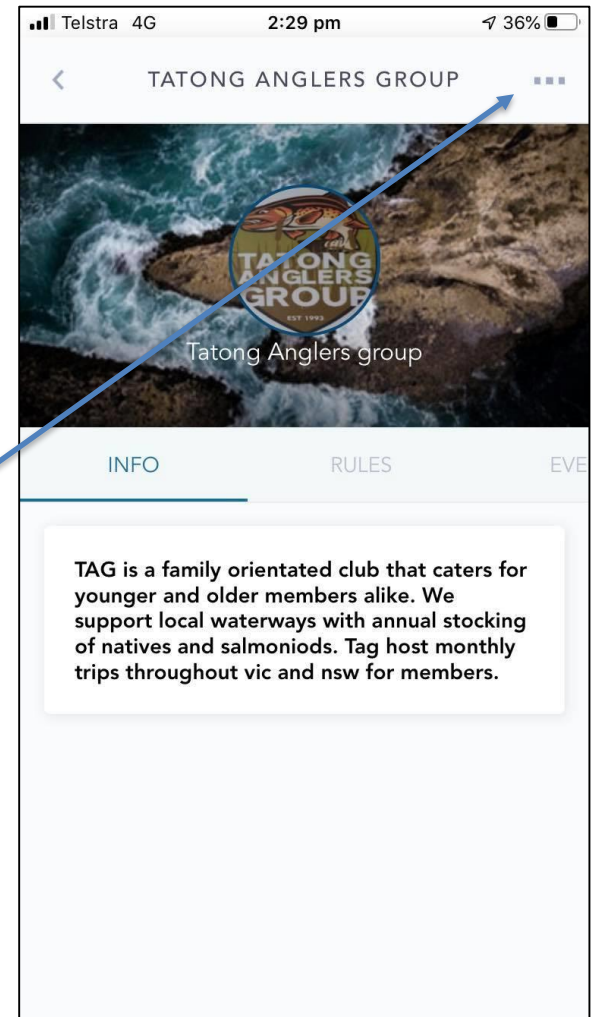 Telstra 4G 2:29 pm 36%
TATONG ANGLERS GROUP
TATONG
ANGLERS
GROUP
EST 1993
Tatong Anglers group
INFO RULES EVE
TAG is a family orientated club that caters for
younger and older members alike. We
support local waterways with annual stocking
of natives and salmoniods. Tag host monthly
trips throughout vic and nsw for members.